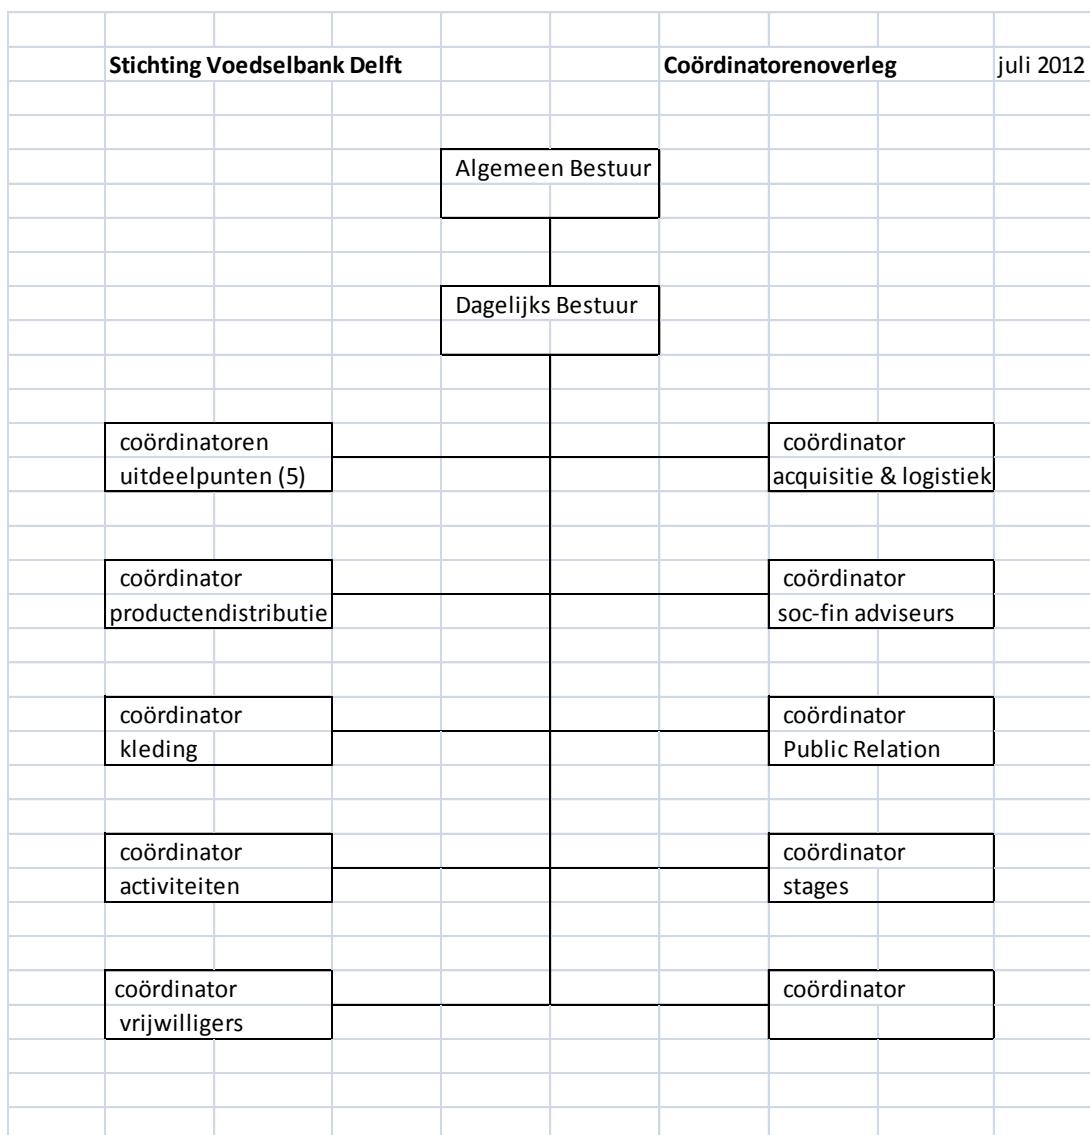 Stichting Voedselbank Delft Coördinatorenoverleg juli 2012
Algemeen Bestuur
Dagelijks Bestuur
coördinatoren
uitdeelpunten (5)
coördinator
acquisitie & logistiek
coördinator
productendistributie
coördinator
soc-fin adviseurs
coördinator
kleding
coördinator
Public Relation
coördinator
activiteiten
coördinator
stages
coördinator
vrijwilligers
coördinator